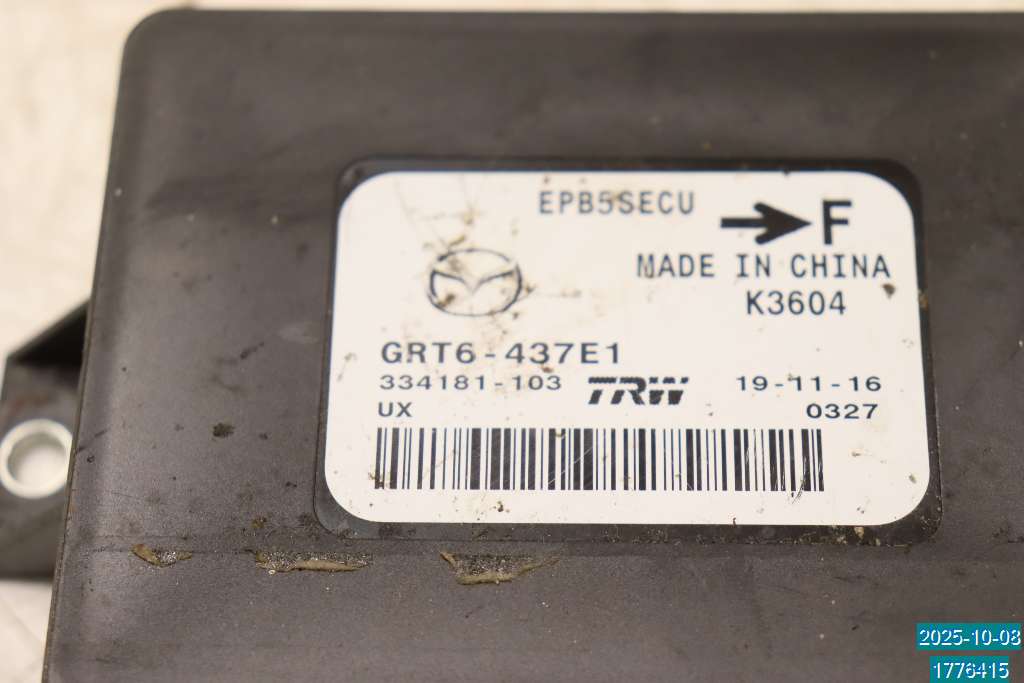 EPB5SECU
F
MADE IN CHINA
K3604
GRT6-437E1
334181-103 TRW 19-11-16
UX 0327
2025-10-08
1776415